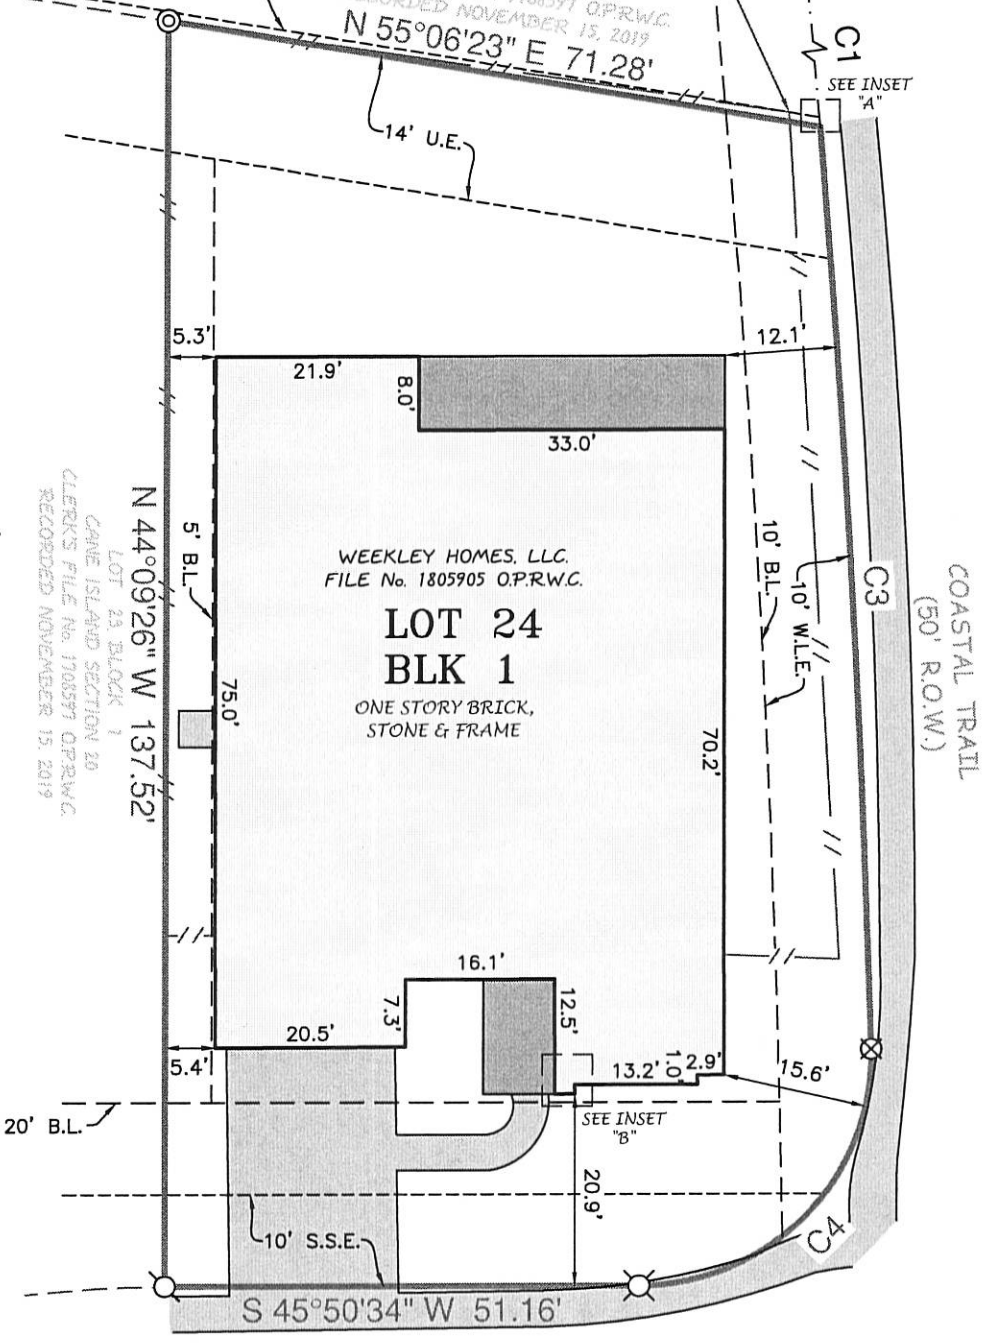 O.P.R.W.C.
RECORDED NOVEMBER 15, 2019
N 55°06'23" E 71.28'
C1
SEE INSET
"A"
14' U.E.
5.3'
12.1'
21.9'
8.0'
33.0'
5' B.L.
10' B.L.
10' W.L.E.
C3
COASTAL TRAIL
(50' R.O.W.)
WEEKLEY HOMES, LLC.
FILE No. 1805905 O.P.R.W.C.
LOT 24
BLK 1
ONE STORY BRICK,
STONE & FRAME
N 44°09'26" W 137.52'
LOT 23, BLOCK 1
CANE ISLAND SECTION 20
CLERK'S FILE No. 1908597 O.P.R.W.C.
RECORDED NOVEMBER 15, 2019
75.0'
70.2'
16.1'
7.3'
12.5'
20.5'
5.4'
13.2'
1.0'
2.9'
15.6'
20' B.L.
SEE INSET
"B"
20.9'
10' S.S.E.
C4
S 45°50'34" W 51.16'